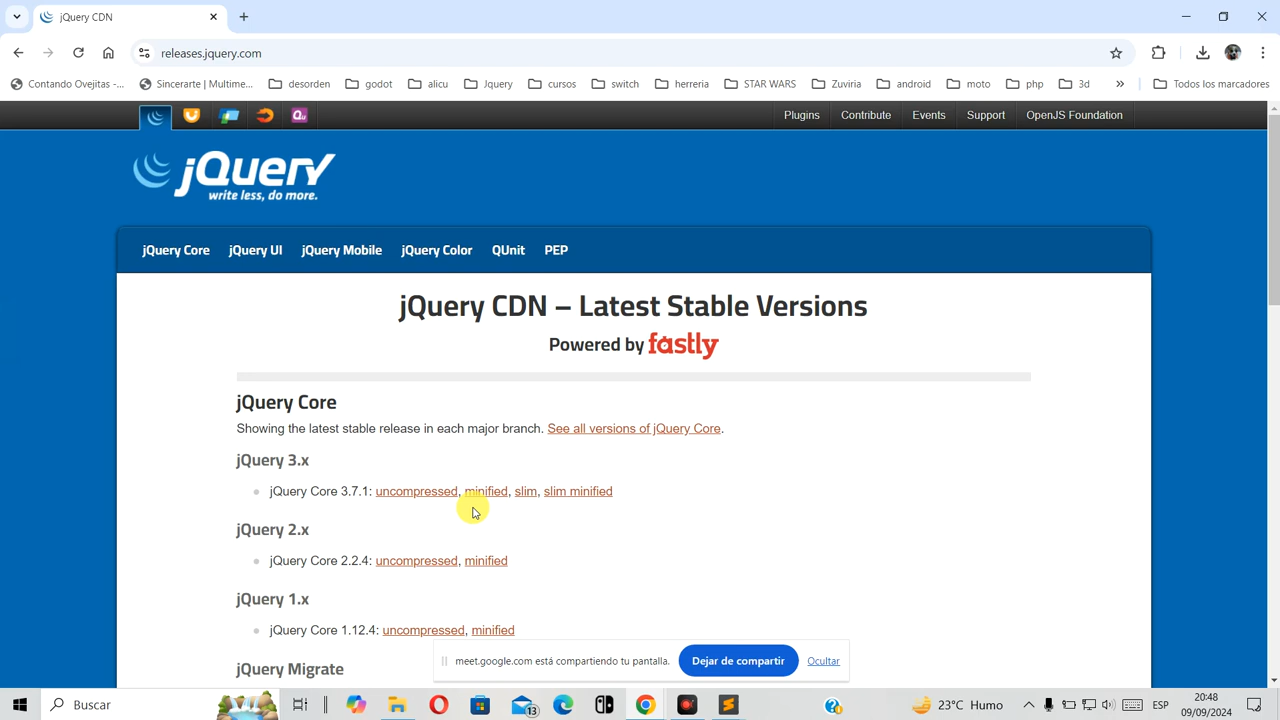 jQuery CDN
releases.jquery.com
Contando Ovejitas -... Sincerarte | Multime... desorden godot alicu Jquery cursos switch herreria STAR WARS Zuviria android moto php 3d » Todos los marcadores
Qu Plugins Contribute Events Support OpenJS Foundation
jQuery
write less, do more.
jQuery Core jQuery UI jQuery Mobile jQuery Color QUnit PEP
jQuery CDN – Latest Stable Versions
Powered by fastly
jQuery Core
Showing the latest stable release in each major branch. See all versions of jQuery Core.
jQuery 3.x
jQuery Core 3.7.1: uncompressed, minified, slim, slim minified
jQuery 2.x
jQuery Core 2.2.4: uncompressed, minified
jQuery 1.x
jQuery Core 1.12.4: uncompressed, minified
meet.google.com está compartiendo tu pantalla. Dejar de compartir Ocultar
jQuery Migrate
Buscar 13 23°C Humo ESP 20:48
09/09/2024